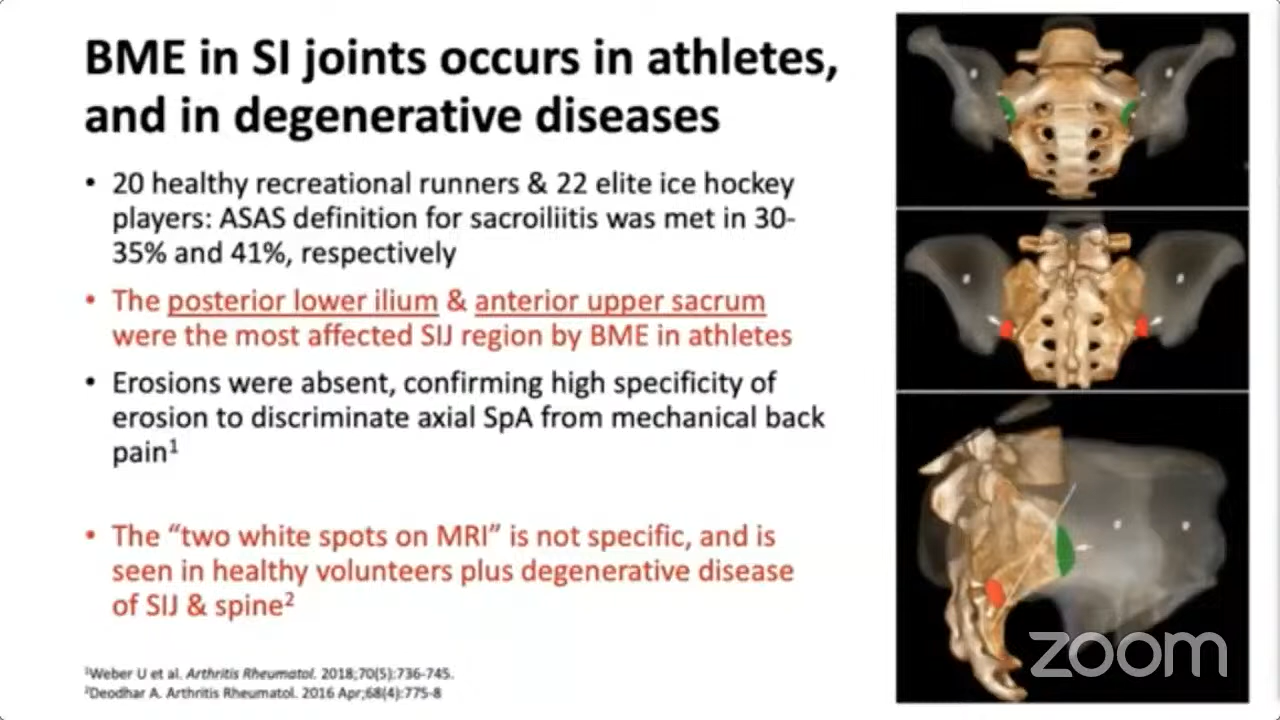 BME in SI joints occurs in athletes,
and in degenerative diseases
• 20 healthy recreational runners & 22 elite ice hockey
players: ASAS definition for sacroiliitis was met in 30-
35% and 41%, respectively
• The posterior lower ilium & anterior upper sacrum
were the most affected SIJ region by BME in athletes
• Erosions were absent, confirming high specificity of
erosion to discriminate axial SpA from mechanical back
pain¹
• The “two white spots on MRI” is not specific, and is
seen in healthy volunteers plus degenerative disease
of SIJ & spine²
¹Weber U et al. Arthritis Rheumatol. 2018;70(5):736-745.
²Deodhar A. Arthritis Rheumatol. 2016 Apr;68(4):775-8
zoom